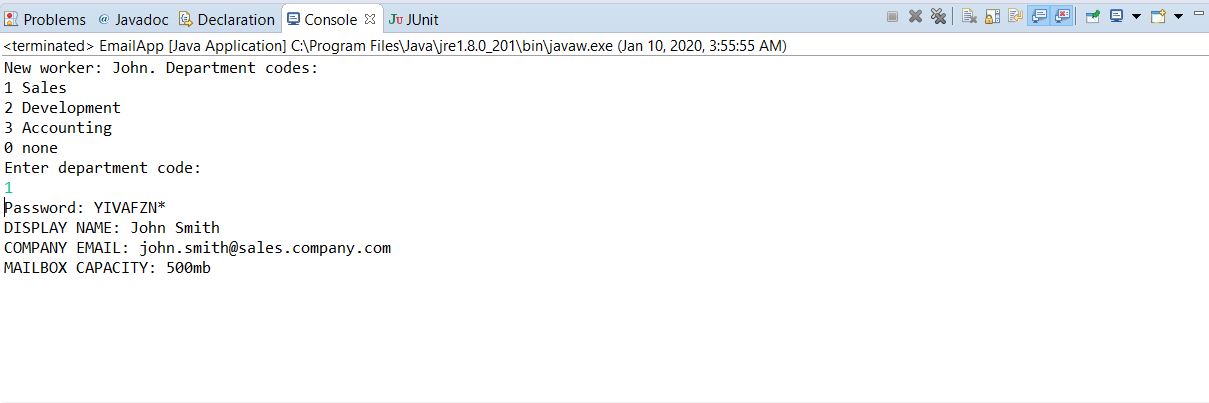 Problems @ Javadoc Declaration Console JUnit
<terminated> EmailApp [Java Application] C:\Program Files\Java\jre1.8.0_201\bin\javaw.exe (Jan 10, 2020, 3:55:55 AM)
New worker: John. Department codes:
1 Sales
2 Development
3 Accounting
0 none
Enter department code:
1
Password: YIVAFZN*
DISPLAY NAME: John Smith
COMPANY EMAIL: john.smith@sales.company.com
MAILBOX CAPACITY: 500mb